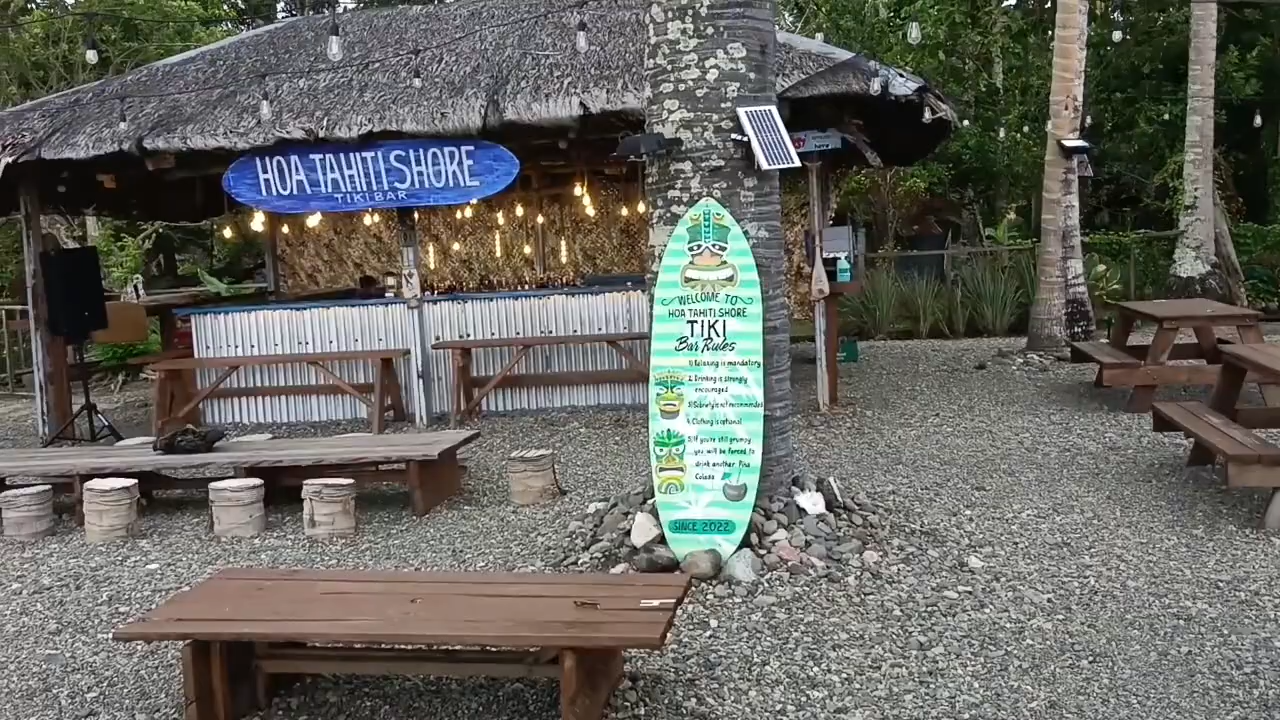 HOA TAHITI SHORE
TIKI BAR
WELCOME TO
HOA TAHITI SHORE
TIKI
Bar Rules
1) Relaxing is mandatory
2. Drinking is strongly
encouraged
3) Sobriety is not recommended
4. Clothing is optional
5) If you're still grumpy
you will be forced to
drink another Pina
Colada
SINCE 2022